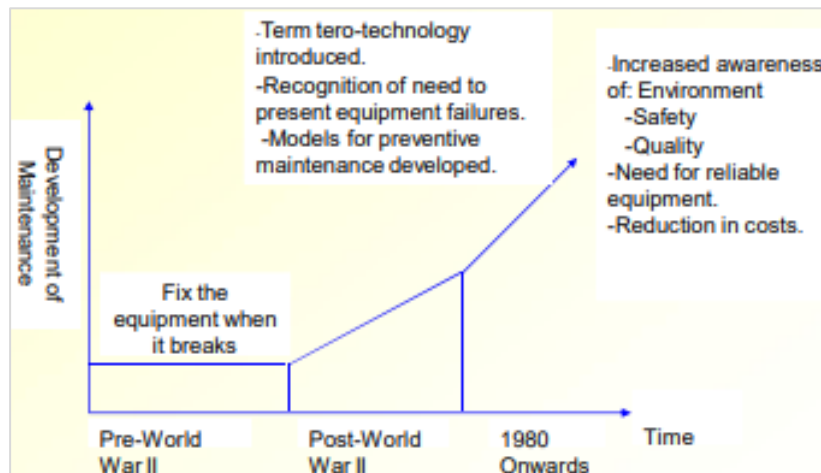 -Term tero-technology
introduced.
-Recognition of need to
present equipment failures.
-Models for preventive
maintenance developed.
-Increased awareness
of: Environment
-Safety
-Quality
-Need for reliable
equipment.
-Reduction in costs.
Development of
Maintenance
Fix the
equipment when
it breaks
Pre-World
War II
Post-World
War II
1980
Onwards
Time